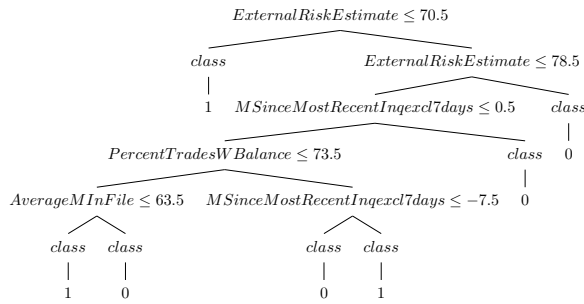 ExternalRiskEstimate ≤ 70.5
class ExternalRiskEstimate ≤ 78.5
1 MSinceMostRecentInqexcl7days ≤ 0.5 class
PercentTradesWBalance ≤ 73.5 class 0
AverageMInFile ≤ 63.5 MSinceMostRecentInqexcl7days ≤ −7.5 0
class class class class
1 0 0 1